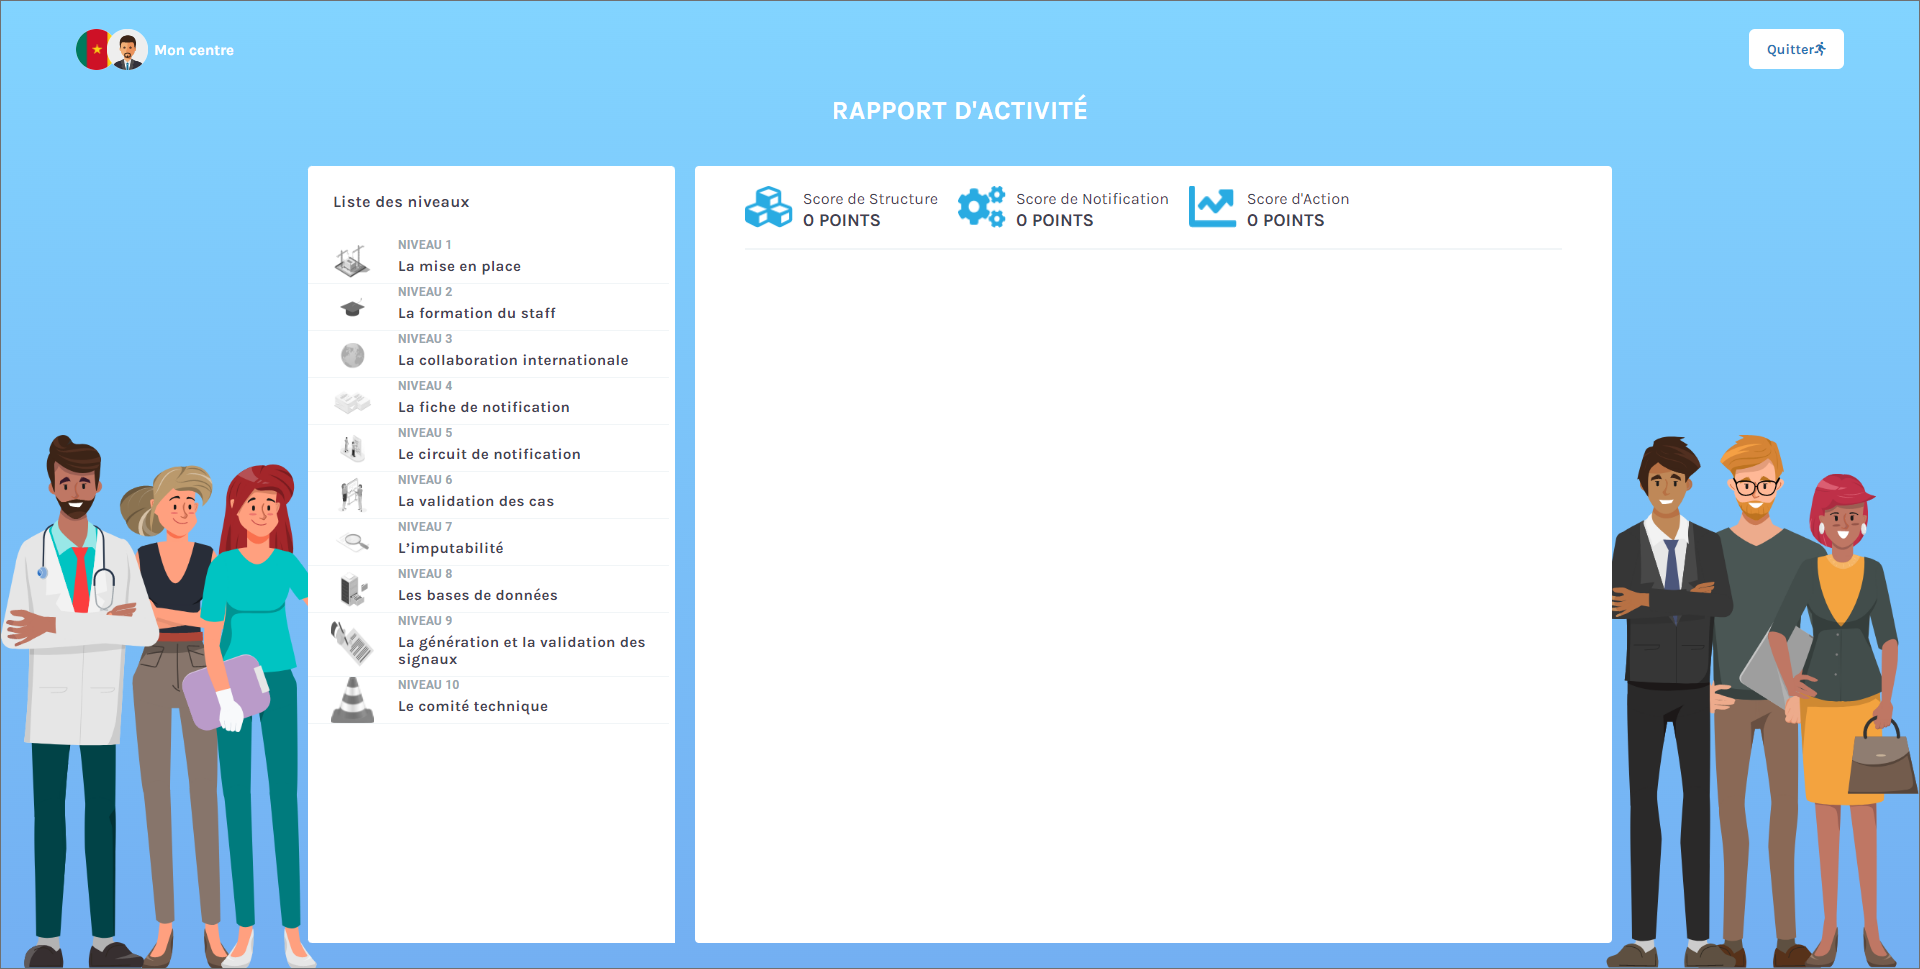 Mon centre
Quitter
RAPPORT D'ACTIVITÉ
Liste des niveaux
NIVEAU 1
La mise en place
NIVEAU 2
La formation du staff
NIVEAU 3
La collaboration internationale
NIVEAU 4
La fiche de notification
NIVEAU 5
Le circuit de notification
NIVEAU 6
La validation des cas
NIVEAU 7
L’imputabilité
NIVEAU 8
Les bases de données
NIVEAU 9
La génération et la validation des
signaux
NIVEAU 10
Le comité technique
Score de Structure
0 POINTS
Score de Notification
0 POINTS
Score d'Action
0 POINTS